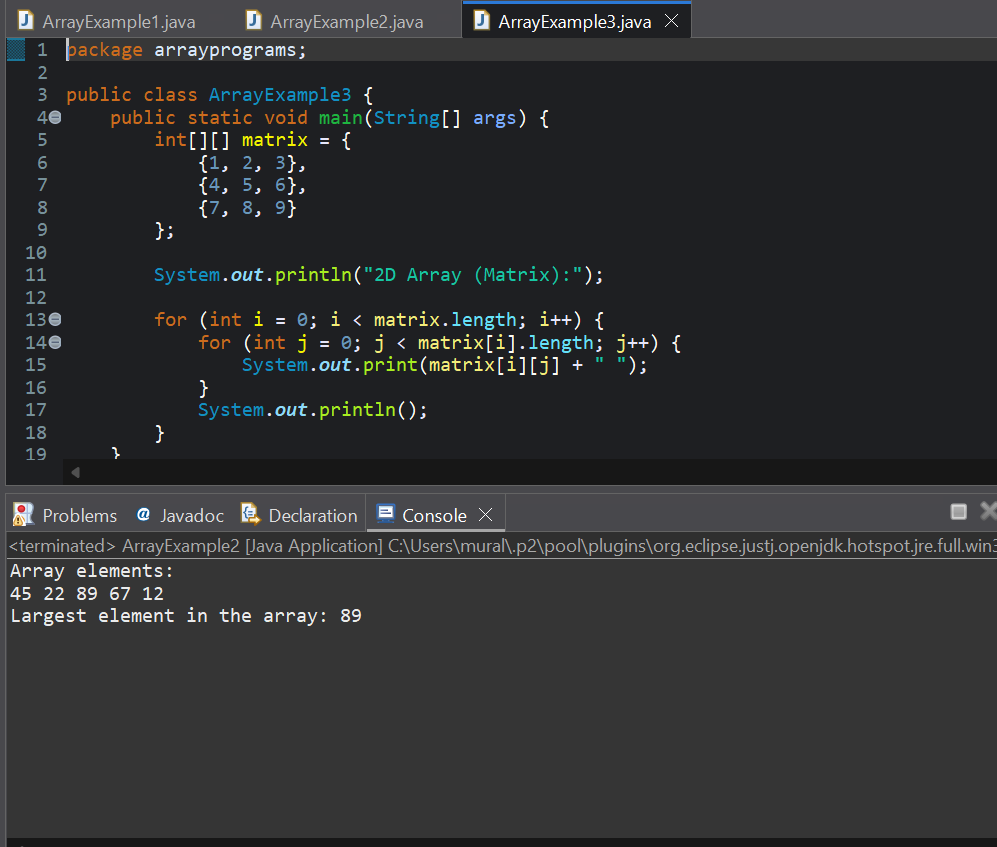 ArrayExample1.java ArrayExample2.java ArrayExample3.java
1 package arrayprograms;
2
3 public class ArrayExample3 {
4 public static void main(String[] args) {
5 int[][] matrix = {
6 {1, 2, 3},
7 {4, 5, 6},
8 {7, 8, 9}
9 };
10
11 System.out.println("2D Array (Matrix):");
12
13 for (int i = 0; i < matrix.length; i++) {
14 for (int j = 0; j < matrix[i].length; j++) {
15 System.out.print(matrix[i][j] + " ");
16 }
17 System.out.println();
18 }
19 }
Problems @ Javadoc Declaration Console
<terminated> ArrayExample2 [Java Application] C:\Users\mural\.p2\pool\plugins\org.eclipse.justj.openjdk.hotspot.jre.full.win3
Array elements:
45 22 89 67 12
Largest element in the array: 89